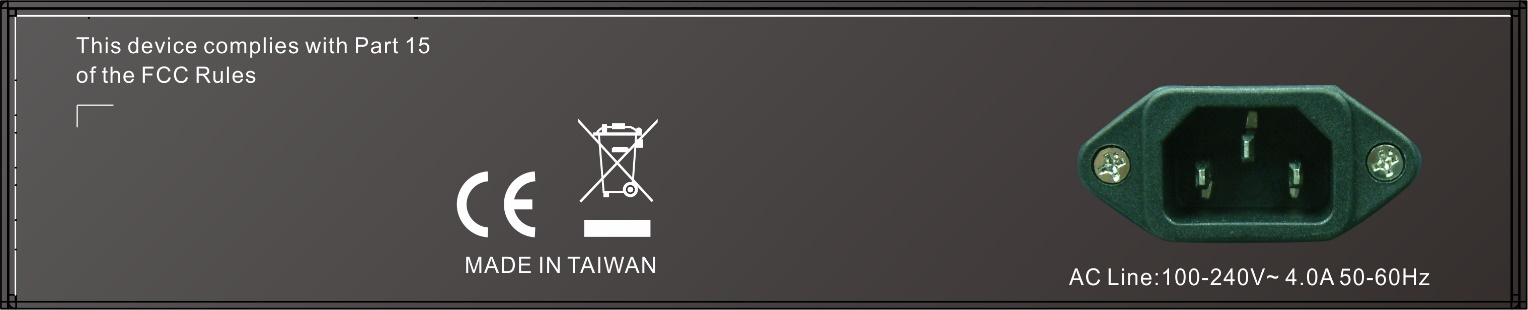 This device complies with Part 15
of the FCC Rules
CE
MADE IN TAIWAN
AC Line:100-240V~ 4.0A 50-60Hz